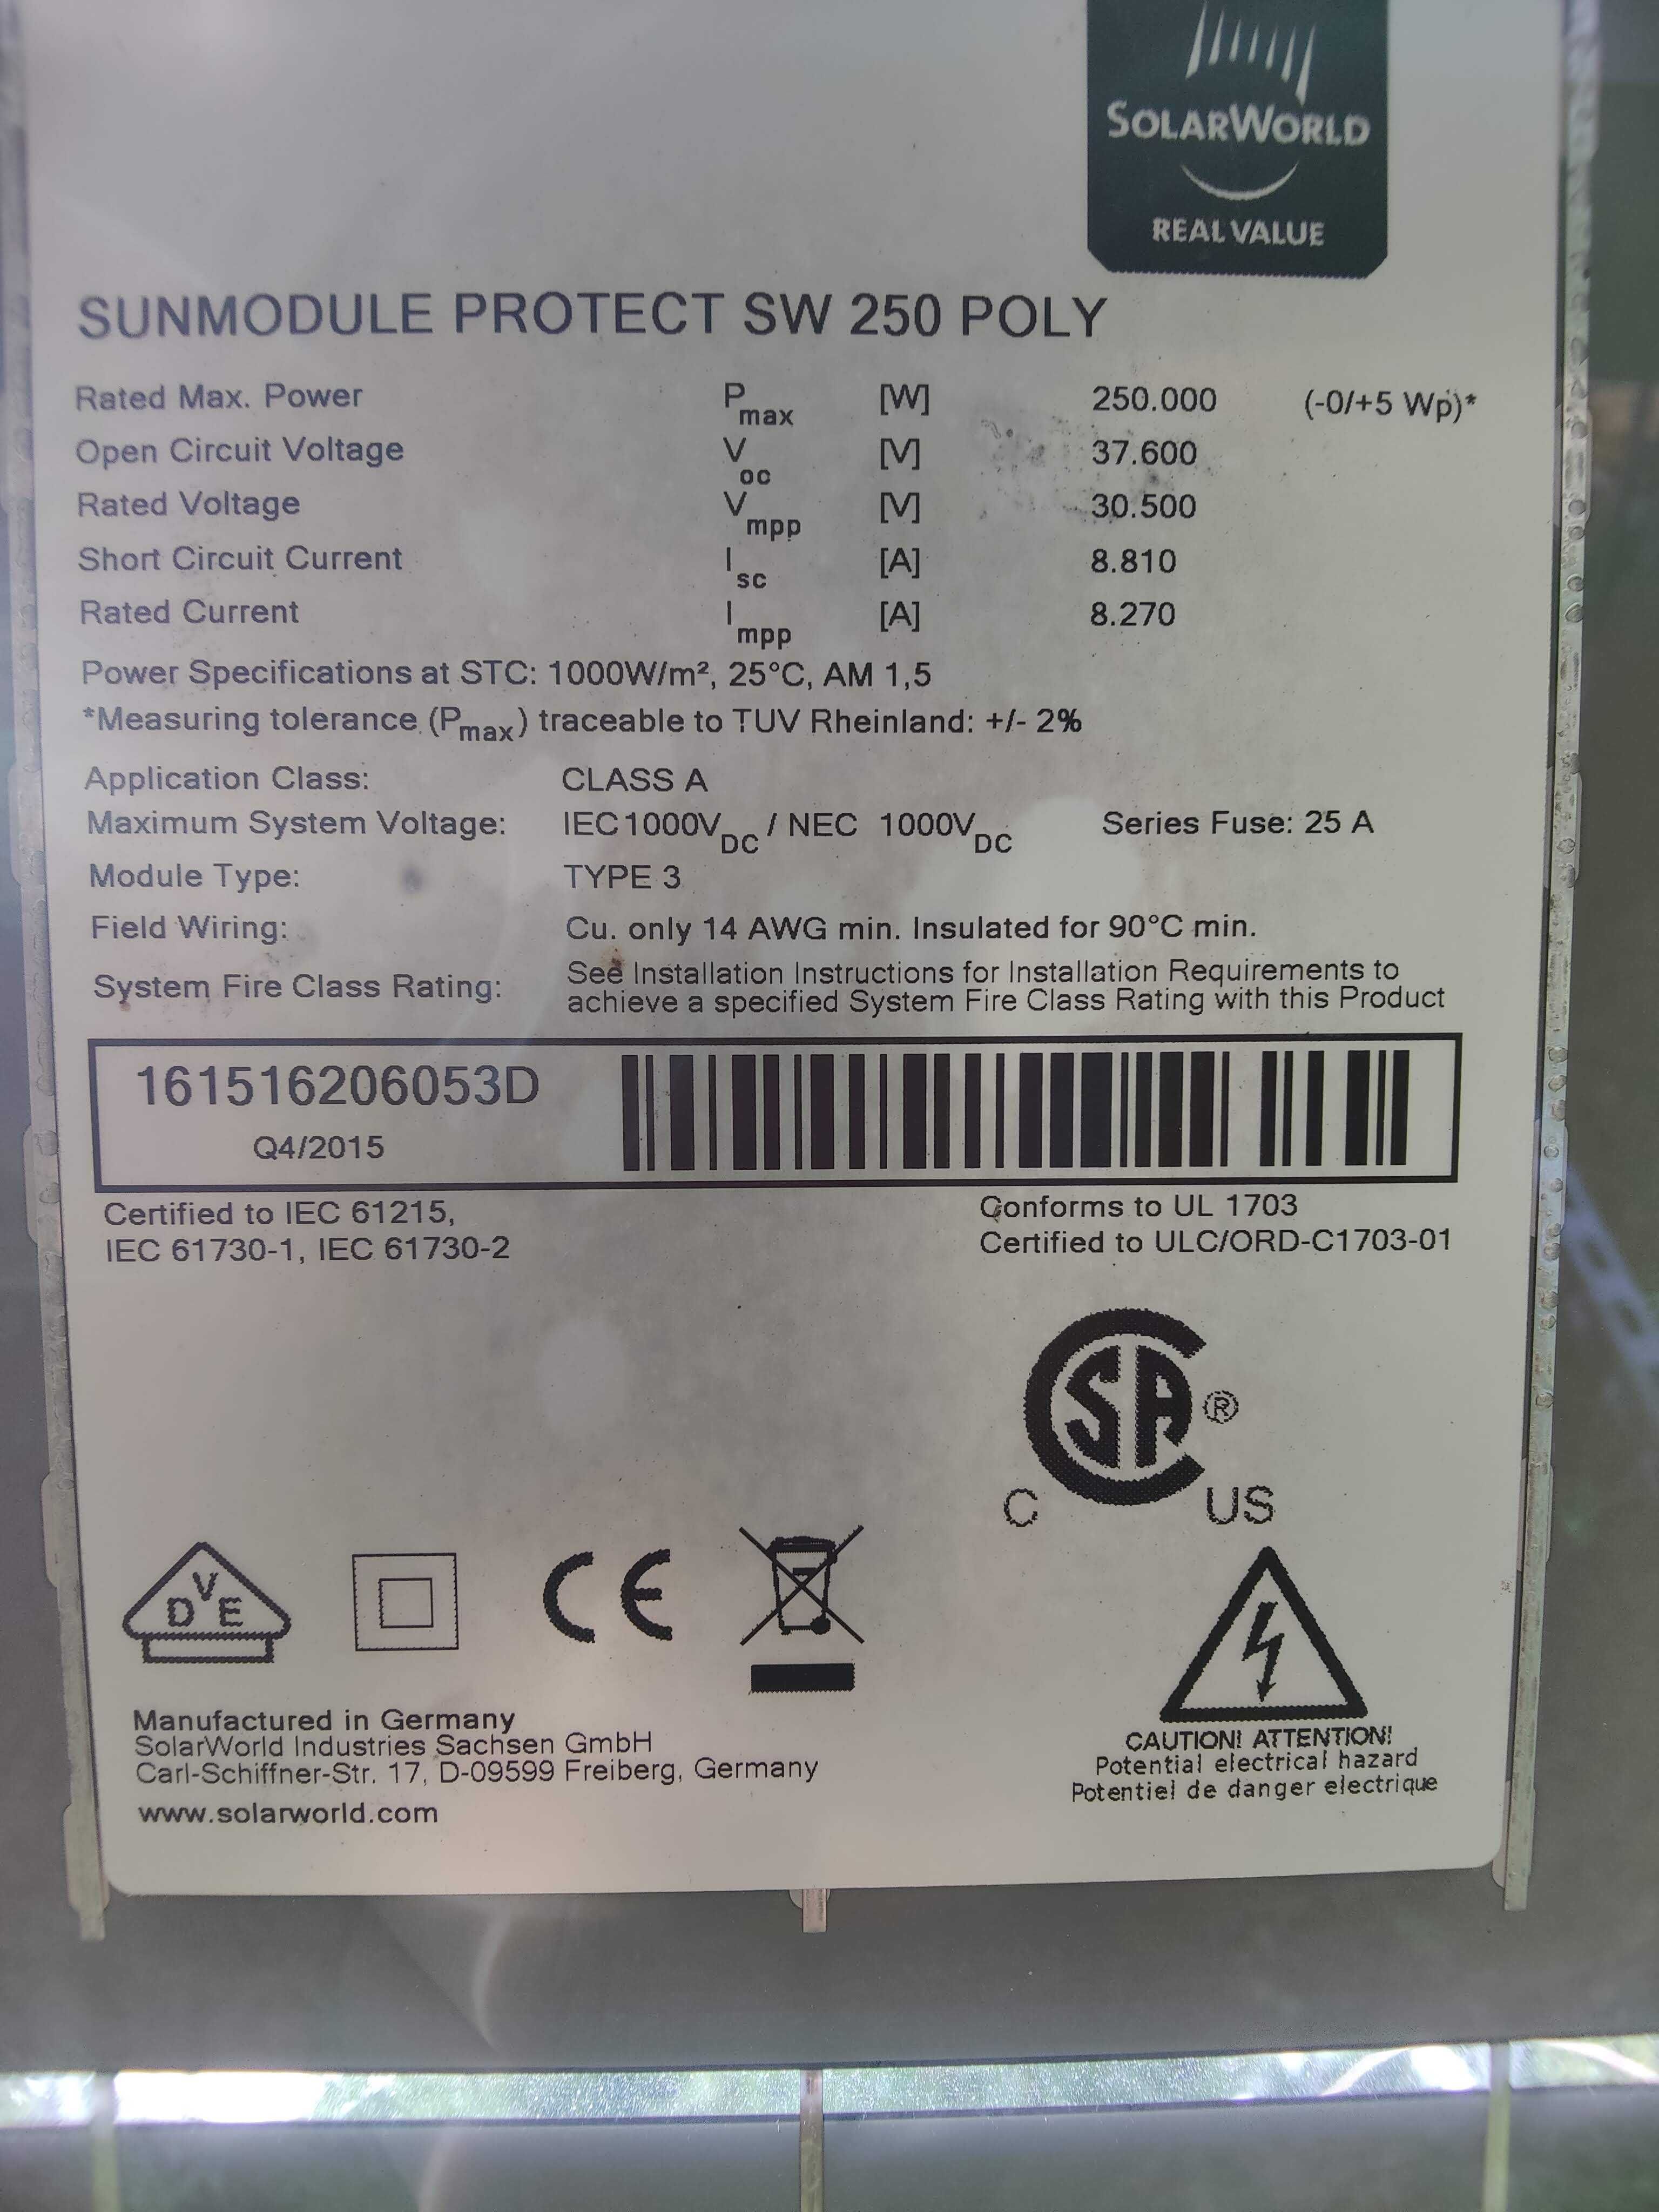 SOLARWORLD
REAL VALUE
SUNMODULE PROTECT SW 250 POLY
Rated Max. Power Pmax [W] 250.000 (-0/+5 Wp)*
Open Circuit Voltage Voc [V] 37.600
Rated Voltage Vmpp [V] 30.500
Short Circuit Current Isc [A] 8.810
Rated Current Impp [A] 8.270
Power Specifications at STC: 1000W/m², 25°C, AM 1,5
*Measuring tolerance (Pmax) traceable to TUV Rheinland: +/- 2%
Application Class: CLASS A
Maximum System Voltage: IEC 1000VDC / NEC 1000VDC Series Fuse: 25 A
Module Type: TYPE 3
Field Wiring: Cu. only 14 AWG min. Insulated for 90°C min.
System Fire Class Rating: See Installation Instructions for Installation Requirements to
achieve a specified System Fire Class Rating with this Product
161516206053D
Q4/2015
Certified to IEC 61215,
IEC 61730-1, IEC 61730-2
Conforms to UL 1703
Certified to ULC/ORD-C1703-01
CSA®
C US
DVE
CE
Manufactured in Germany
SolarWorld Industries Sachsen GmbH
Carl-Schiffner-Str. 17, D-09599 Freiberg, Germany
www.solarworld.com
CAUTION! ATTENTION!
Potential electrical hazard
Potentiel de danger electrique